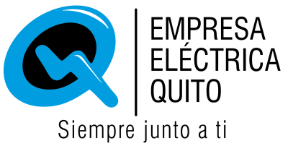 EMPRESA
ELÉCTRICA
QUITO
Siempre junto a ti